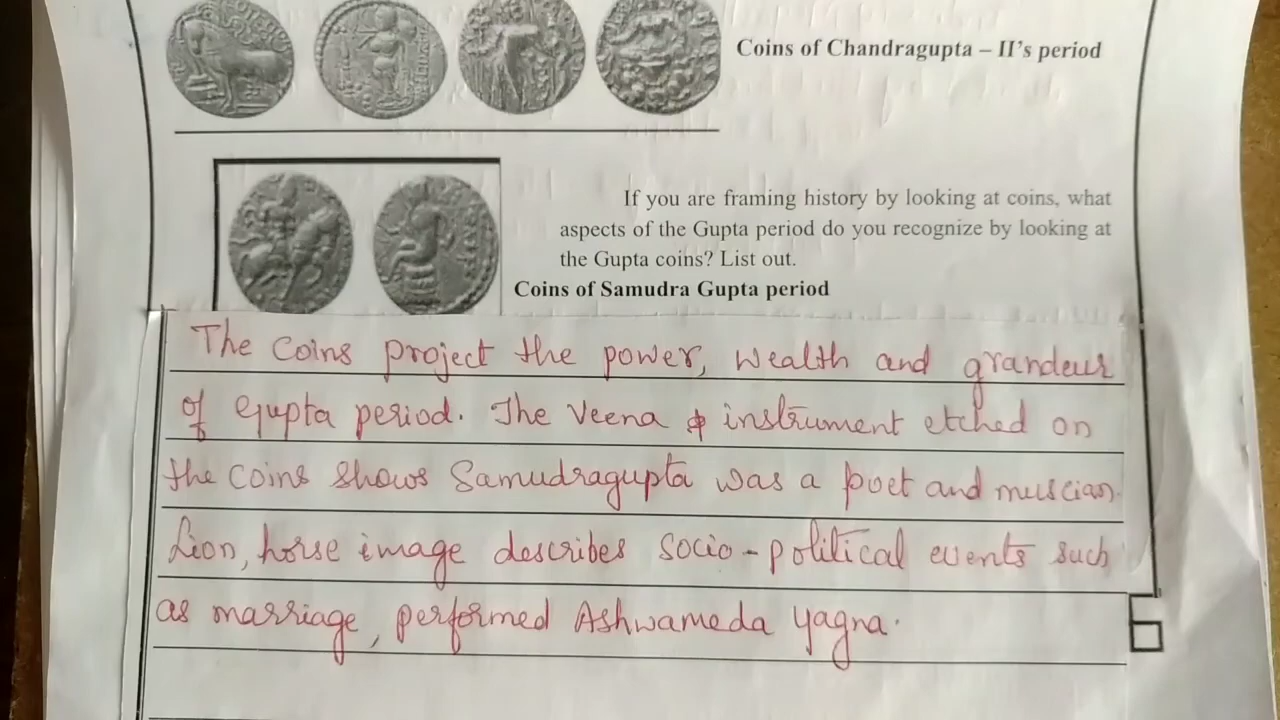 Coins of Chandragupta – II's period
If you are framing history by looking at coins, what
aspects of the Gupta period do you recognize by looking at
the Gupta coins? List out.
Coins of Samudra Gupta period
The Coins project the power, wealth and grandeur
of Gupta period. The Veena instrument etched on
the coins shows Samudragupta was a poet and muscian.
Lion, horse image describes socio-political events such
as marriage, performed Ashwameda yagna.